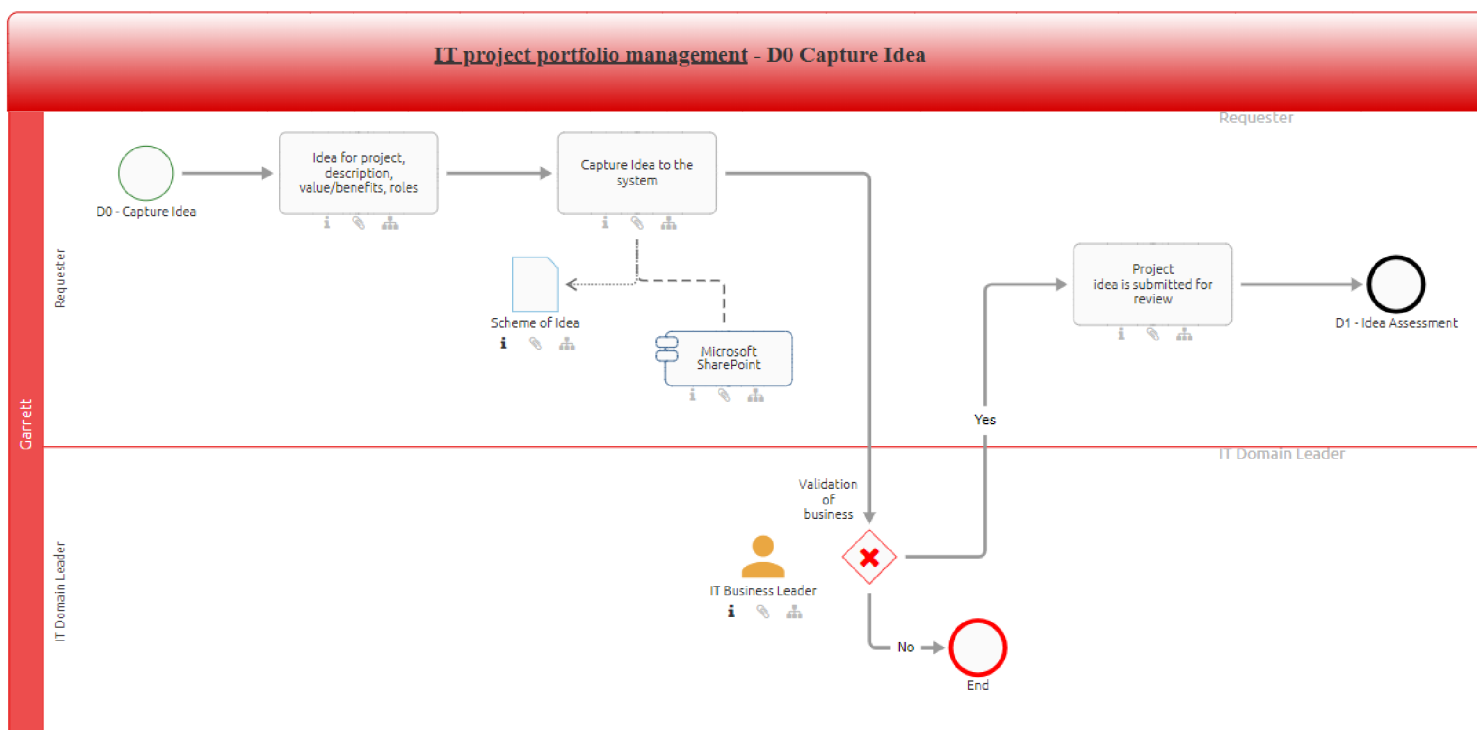 IT project portfolio management - D0 Capture Idea
Requester
D0 - Capture Idea
Idea for project,
description,
value/benefits, roles
Capture Idea to the
system
Requester
Scheme of Idea
Microsoft
SharePoint
Project
idea is submitted for
review
D1 - Idea Assessment
Yes
Garrett
IT Domain Leader
Validation
of
business
IT Domain Leader
IT Business Leader
No
End